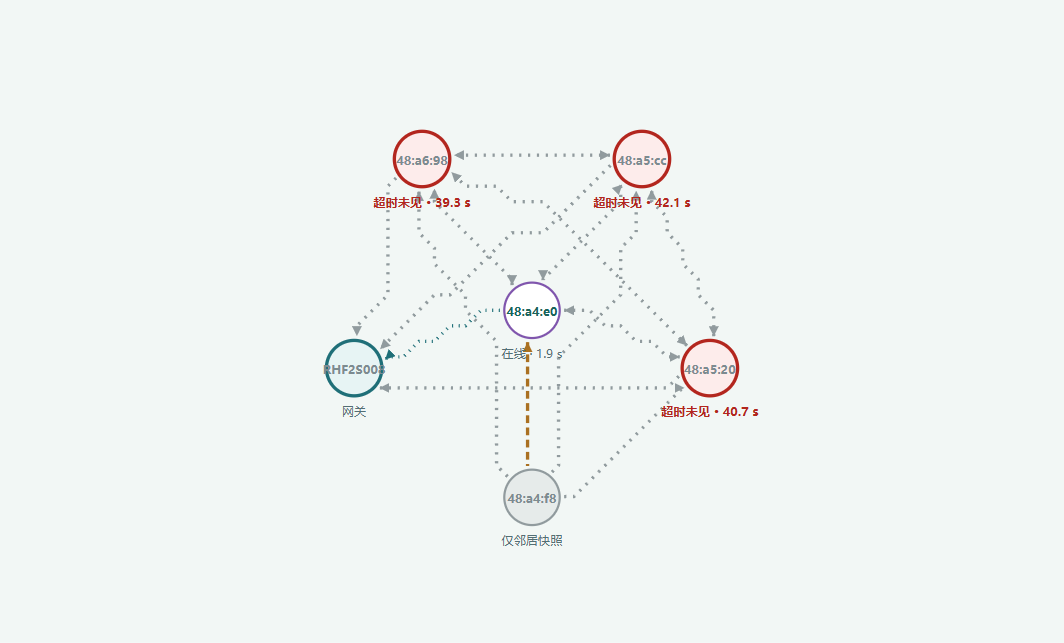 48:a6:98
48:a5:cc
超时未见・39.3 s
超时未见・42.1 s
48:a4:e0
在线・1.9 s
RHF2S008
48:a5:20
网关
超时未见・40.7 s
48:a4:f8
仅邻居快照